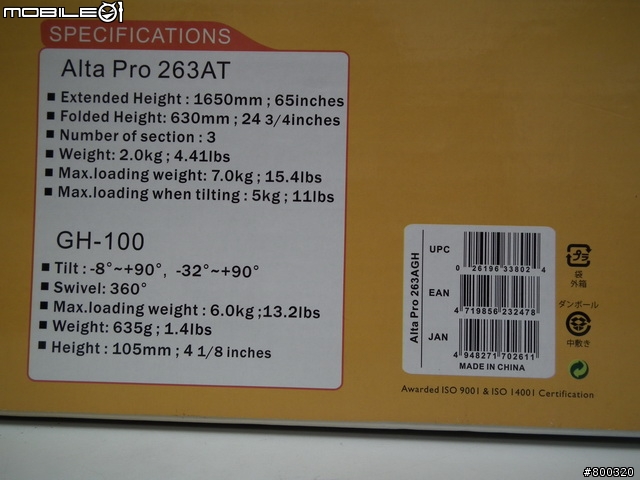 MOBILE01
SPECIFICATIONS
Alta Pro 263AT
■ Extended Height : 1650mm ; 65inches
■ Folded Height: 630mm ; 24 3/4inches
■ Number of section : 3
■ Weight: 2.0kg ; 4.41lbs
■ Max.loading weight: 7.0kg ; 15.4lbs
■ Max.loading when tilting : 5kg ; 11lbs
GH-100
■ Tilt : -8°~+90°, -32°~+90°
■ Swivel: 360°
■ Max.loading weight : 6.0kg ;13.2lbs
■ Weight: 635g ; 1.4lbs
■ Height : 105mm ; 4 1/8 inches
Alta Pro 263AGH
UPC
0 26196 33802 4
EAN
4 719856 232478
JAN
4 948271 702611
MADE IN CHINA
プラ
袋
外箱
ダンボール
中敷き
Awarded ISO 9001 & ISO 14001 Certification
#800320